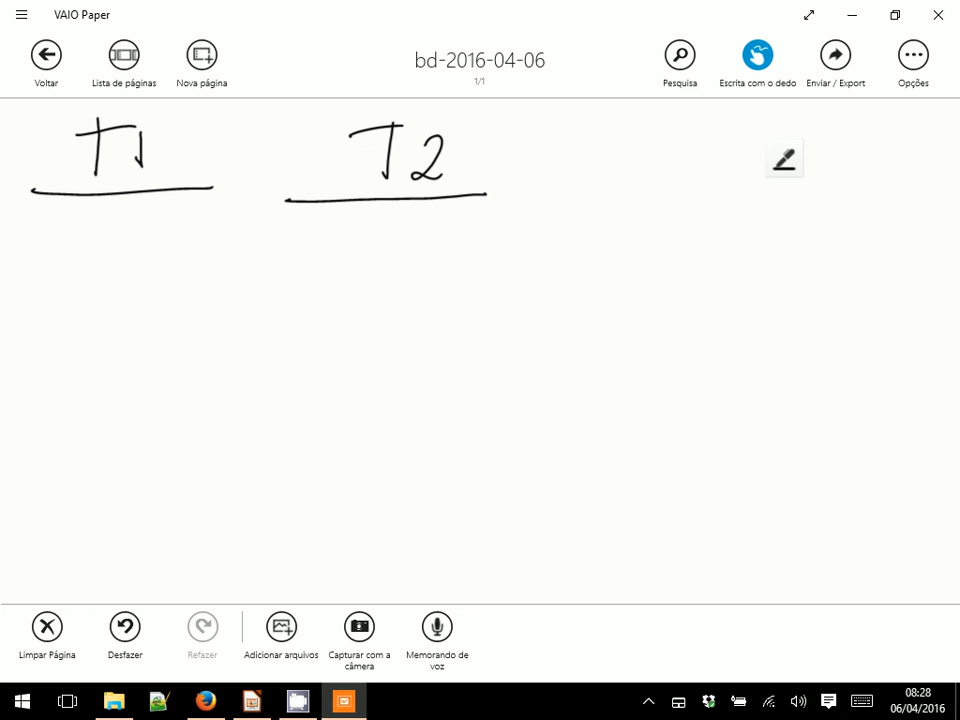 VAIO Paper
Voltar
Lista de páginas
Nova página
bd-2016-04-06
1/1
Pesquisa
Escrita com o dedo
Enviar / Export
Opções
T1 T2
Limpar Página
Desfazer
Refazer
Adicionar arquivos
Capturar com a
câmera
Memorando de
voz
08:28
06/04/2016